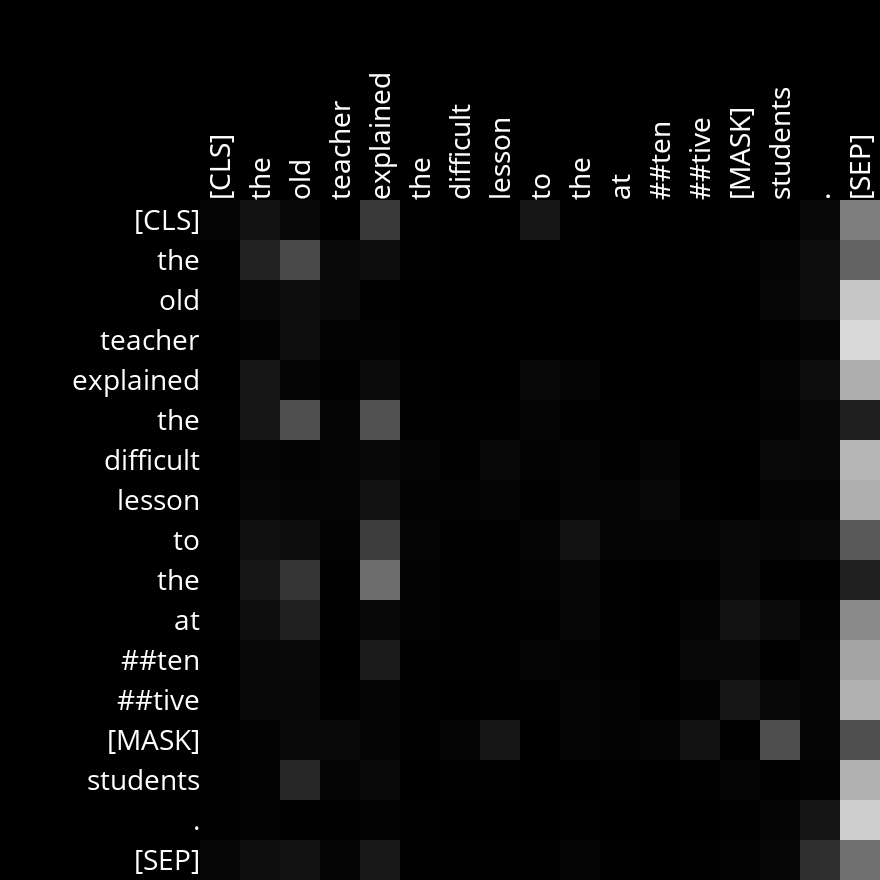 [CLS] the old teacher explained the difficult lesson to the at ##ten ##tive [MASK] students . [SEP]
[CLS]
the
old
teacher
explained
the
difficult
lesson
to
the
at
##ten
##tive
[MASK]
students
.
[SEP]